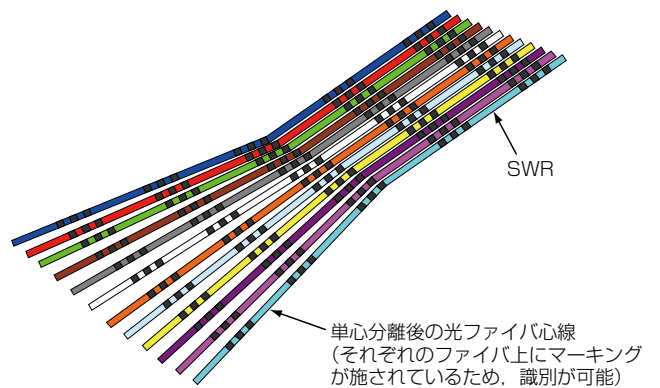 SWR
単心分離後の光ファイバ心線
（それぞれのファイバ上にマーキング
が施されているため，識別が可能）